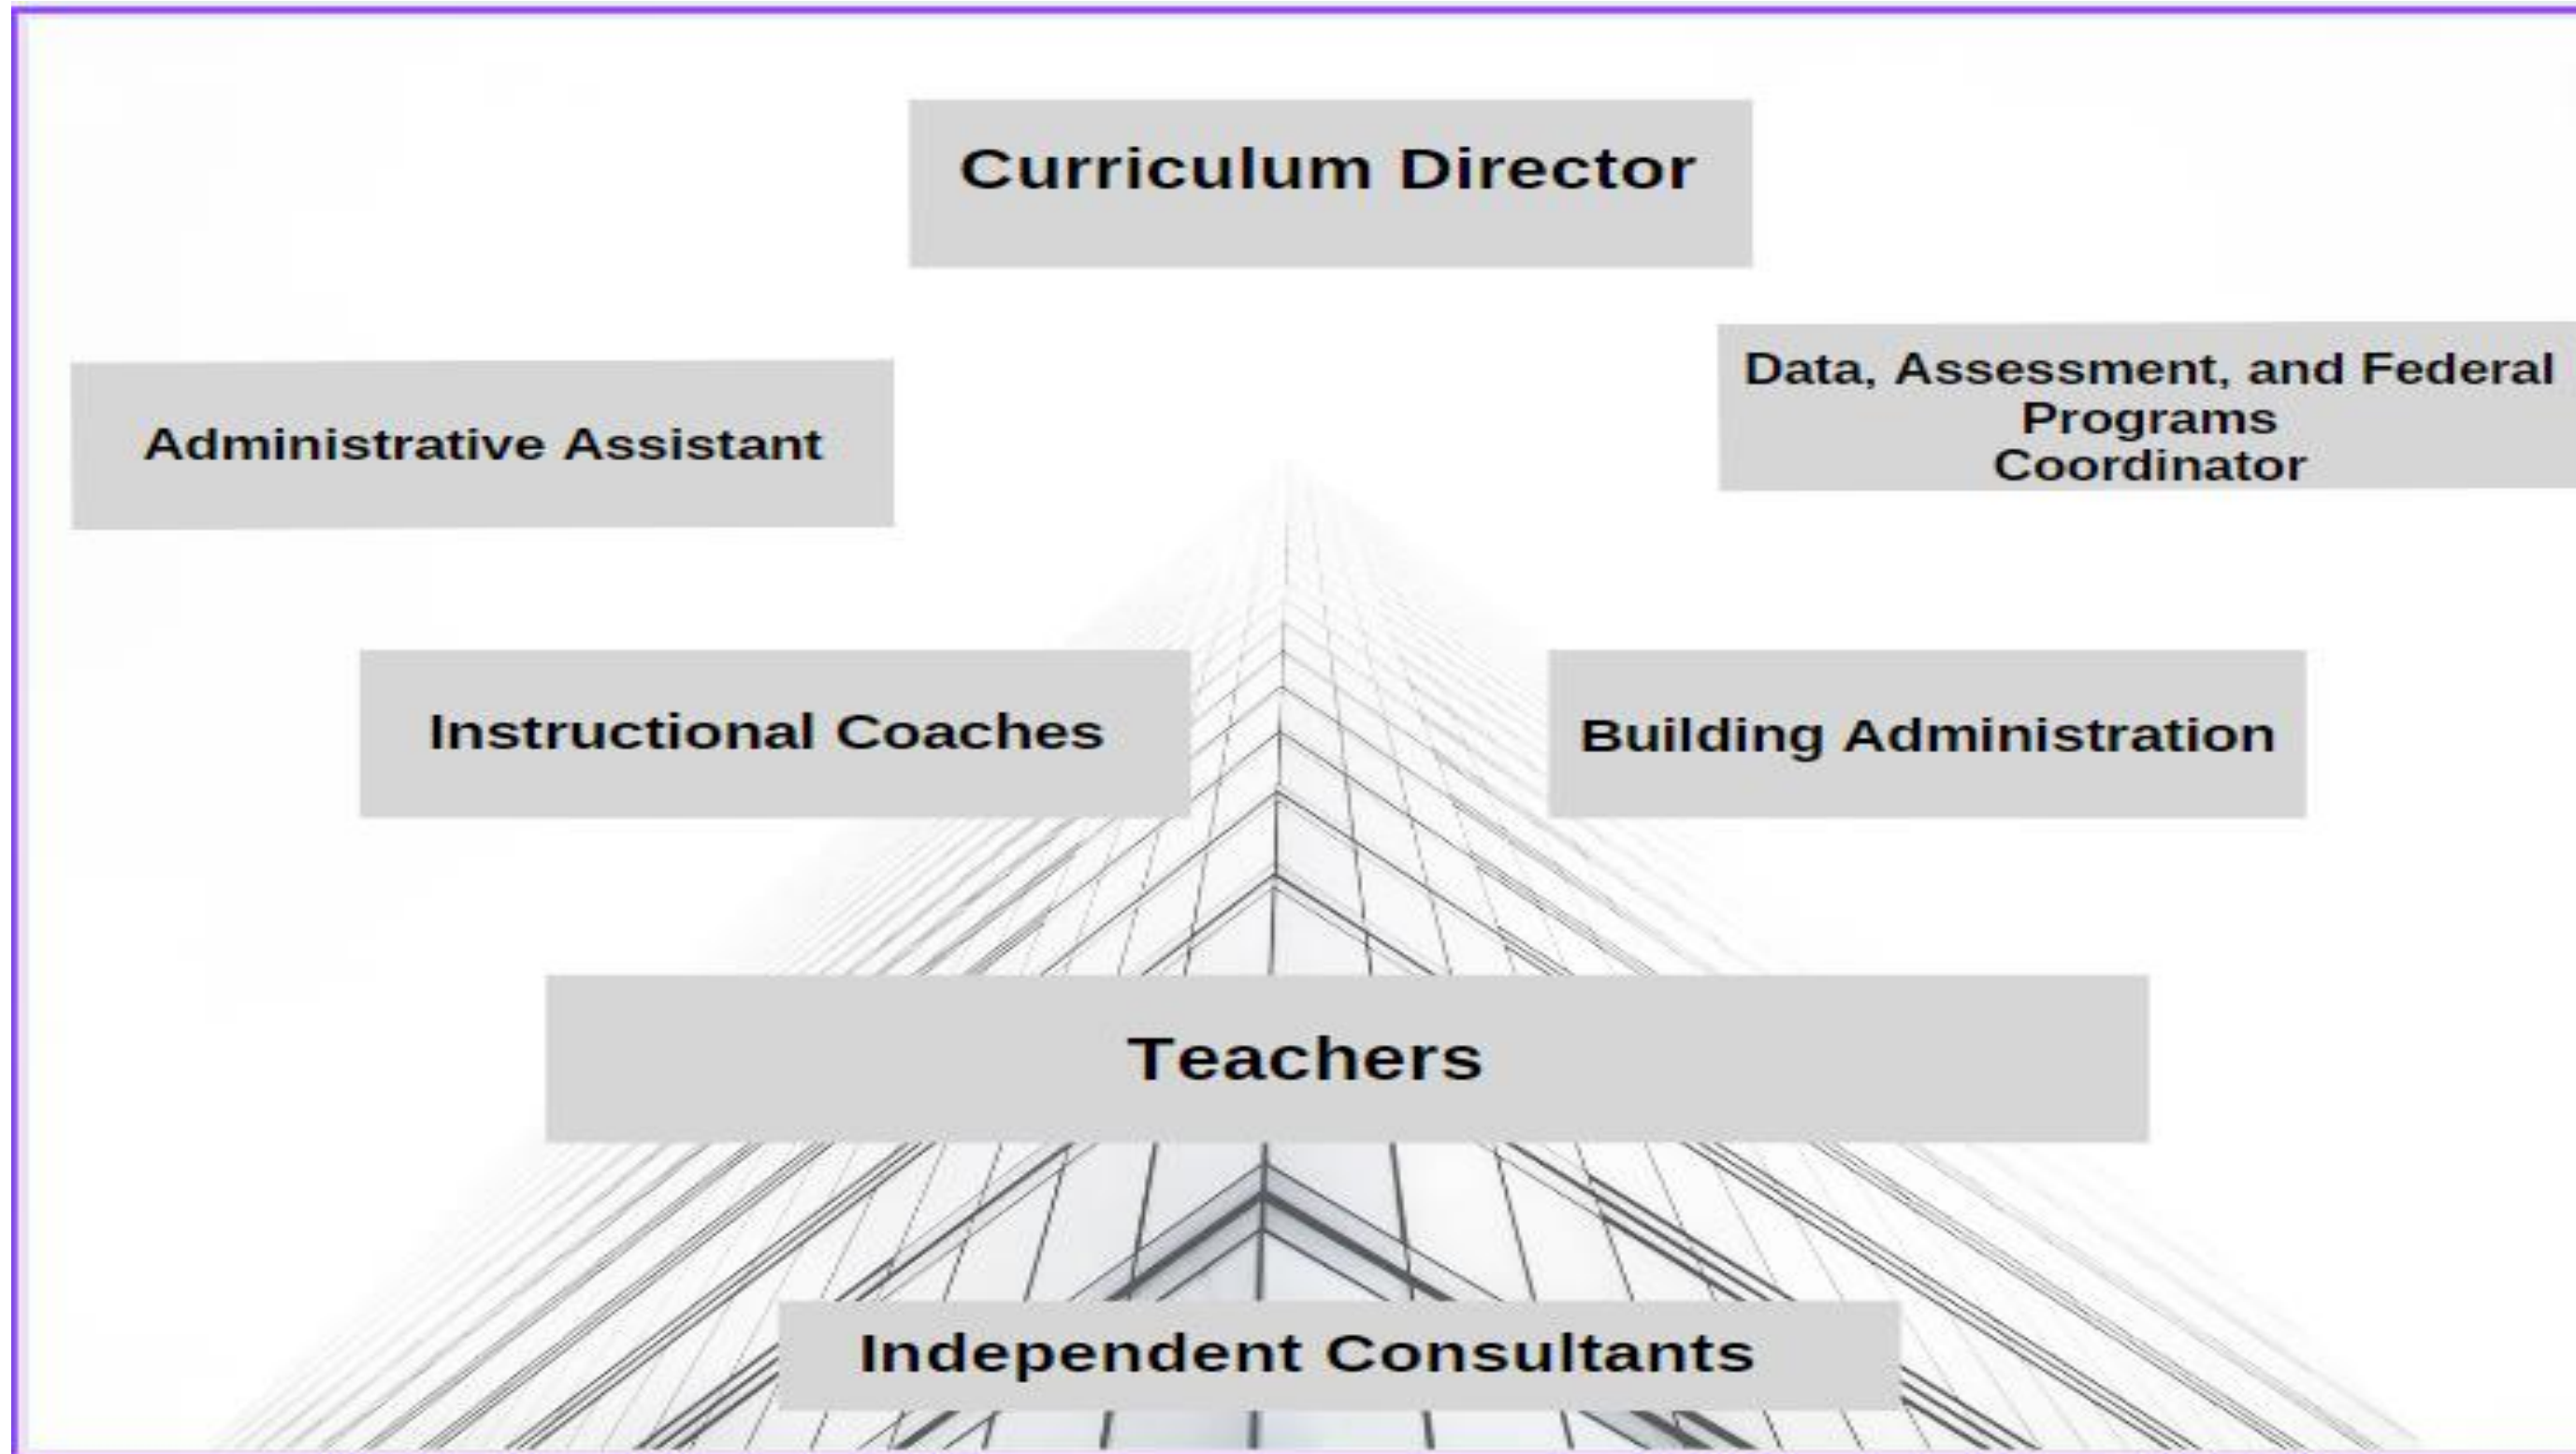 Curriculum Director
Administrative Assistant
Data, Assessment, and Federal
Programs
Coordinator
Instructional Coaches
Building Administration
Teachers
Independent Consultants